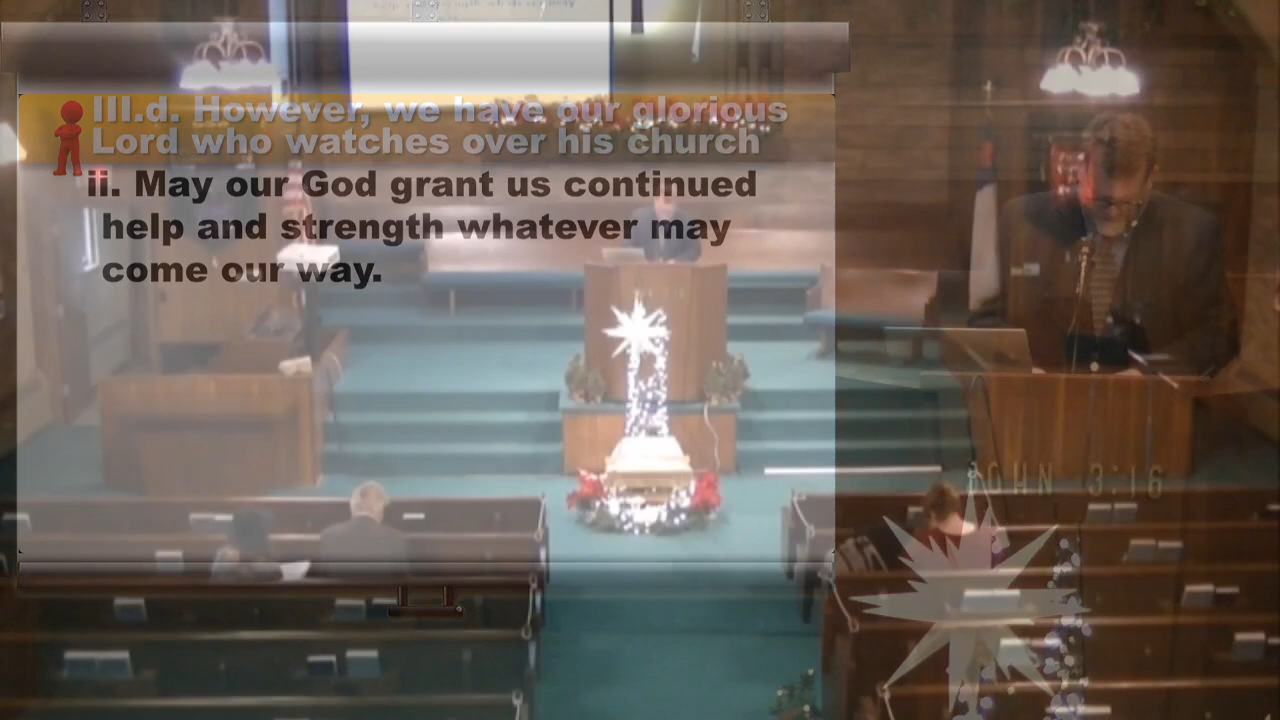 III.d. However, we have our glorious
Lord who watches over his church
ii. May our God grant us continued
help and strength whatever may
come our way.
JOHN 3:16